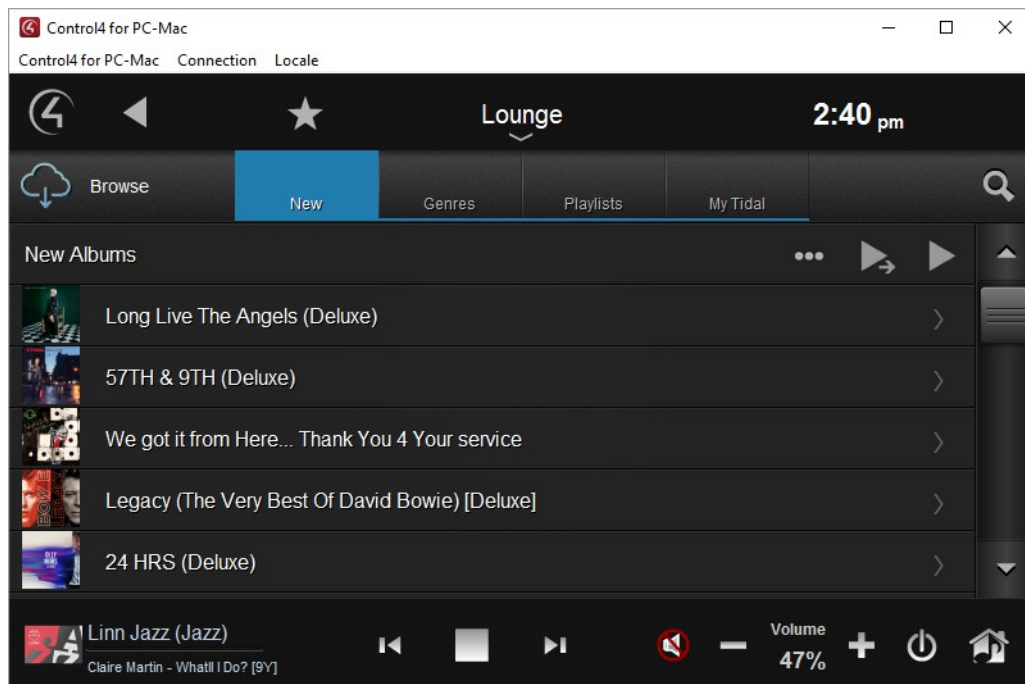 Control4 for PC-Mac
Control4 for PC-Mac Connection Locale
Lounge
2:40 pm
Browse
New
Genres
Playlists
My Tidal
New Albums
Long Live The Angels (Deluxe)
57TH & 9TH (Deluxe)
We got it from Here... Thank You 4 Your service
Legacy (The Very Best Of David Bowie) [Deluxe]
24 HRS (Deluxe)
Linn Jazz (Jazz)
Claire Martin - Whatll I Do? [9Y]
Volume
47%